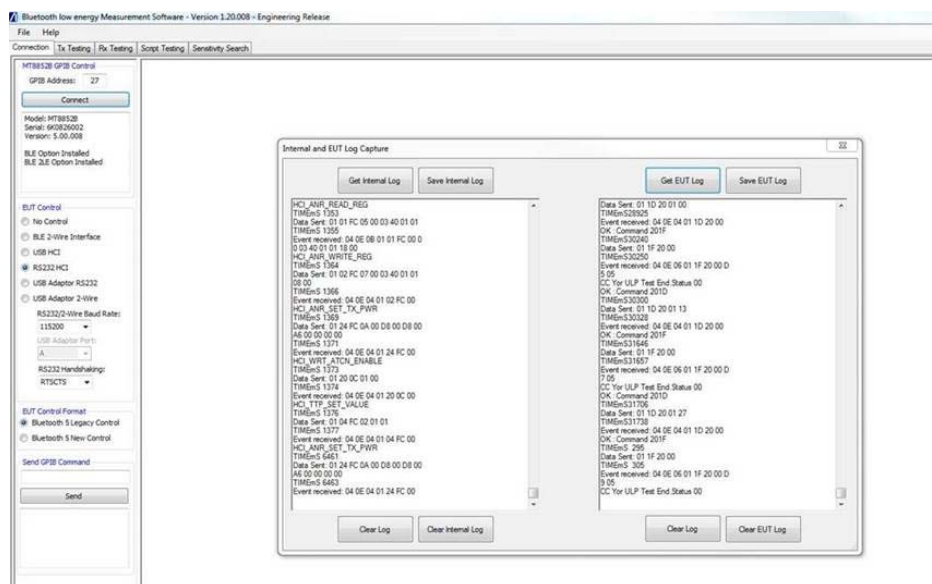 Bluetooth low energy Measurement Software - Version 1.20.008 - Engineering Release
File Help
Connection Tx Testing Rx Testing Script Testing Sensitivity Search
MT8852B GPIB Control
GPIB Address: 27
Connect
Model: MT8852B
Serial: 6K0826002
Version: 5.00.008
BLE Option Installed
BLE 2LE Option Installed
EUT Control
No Control
BLE 2-Wire Interface
USB HCI
RS232 HCI
USB Adaptor RS232
USB Adaptor 2-Wire
RS232/2-Wire Baud Rate:
115200
USB Adaptor Port:
A
RS232 Handshaking:
RTSCTS
EUT Control Format
Bluetooth 5 Legacy Control
Bluetooth 5 New Control
Send GPIB Command
Send
Internal and EUT Log Capture
Get Internal Log Save Internal Log
HCI_ANR_READ_REG
TIMEmS 1353
Data Sent: 01 01 FC 05 00 03 40 01 01
TIMEmS 1355
Event received: 04 0E 0B 01 01 FC 00 0
0 03 40 01 01 18 00
HCI_ANR_WRITE_REG
TIMEmS 1364
Data Sent: 01 02 FC 07 00 03 40 01 01
08 00
TIMEmS 1366
Event received: 04 0E 04 01 02 FC 00
HCI_ANR_SET_TX_PWR
TIMEmS 1369
Data Sent: 01 24 FC 0A 00 D8 00 D8 00
A6 00 00 00 00
TIMEmS 1371
Event received: 04 0E 04 01 24 FC 00
HCI_WRT_ATCN_ENABLE
TIMEmS 1373
Data Sent: 01 20 0C 01 00
TIMEmS 1374
Event received: 04 0E 04 01 20 0C 00
HCI_TTP_SET_VALUE
TIMEmS 1376
Data Sent: 01 04 FC 02 01 01
TIMEmS 1377
Event received: 04 0E 04 01 04 FC 00
HCI_ANR_SET_TX_PWR
TIMEmS 6461
Data Sent: 01 24 FC 0A 00 D8 00 D8 00
A6 00 00 00 00
TIMEmS 6463
Event received: 04 0E 04 01 24 FC 00
Clear Log Clear Internal Log
Get EUT Log Save EUT Log
Data Sent: 01 1D 20 01 00
TIMEmS28925
Event received: 04 0E 04 01 1D 20 00
OK : Command 201F
TIMEmS30240
Data Sent: 01 1F 20 00
TIMEmS30250
Event received: 04 0E 06 01 1F 20 00 D
5 05
CC Yor ULP Test End.Status 00
OK : Command 201D
TIMEmS30300
Data Sent: 01 1D 20 01 13
TIMEmS30328
Event received: 04 0E 04 01 1D 20 00
OK : Command 201F
TIMEmS31646
Data Sent: 01 1F 20 00
TIMEmS31657
Event received: 04 0E 06 01 1F 20 00 D
7 05
CC Yor ULP Test End.Status 00
OK : Command 201D
TIMEmS31706
Data Sent: 01 1D 20 01 27
TIMEmS31738
Event received: 04 0E 04 01 1D 20 00
OK : Command 201F
TIMEmS 295
Data Sent: 01 1F 20 00
TIMEmS 305
Event received: 04 0E 06 01 1F 20 00 D
9 05
CC Yor ULP Test End.Status 00
Clear Log Clear EUT Log